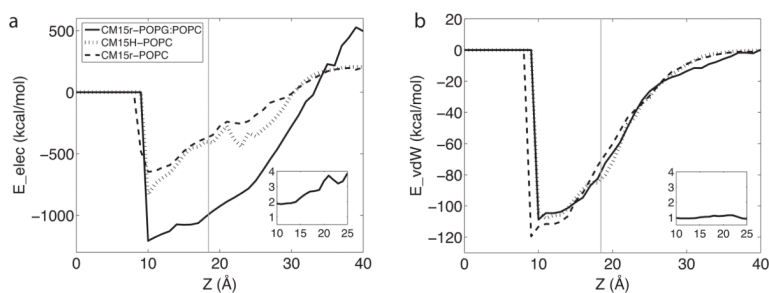 a
CM15r−POPG:POPC
CM15H−POPC
CM15r−POPC
E_elec (kcal/mol)
500
0
−500
−1000
4
3
2
1
10 15 20 25
0 10 20 30 40
Z (Å)
b
E_vdW (kcal/mol)
20
0
−20
−40
−60
−80
−100
−120
4
3
2
1
10 15 20 25
0 10 20 30 40
Z (Å)